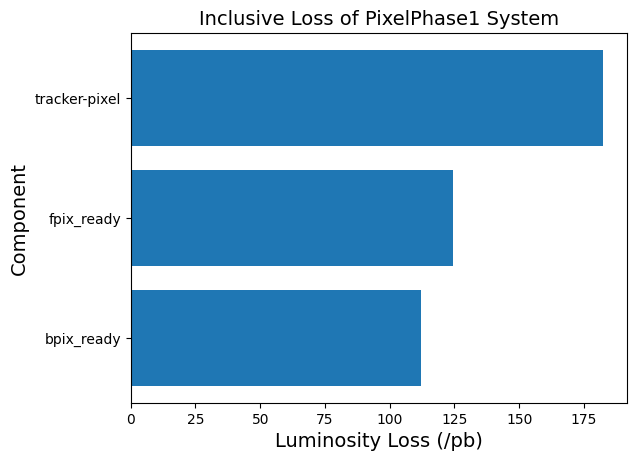 Inclusive Loss of PixelPhase1 System
Component
tracker-pixel
fpix_ready
bpix_ready
0 25 50 75 100 125 150 175
Luminosity Loss (/pb)